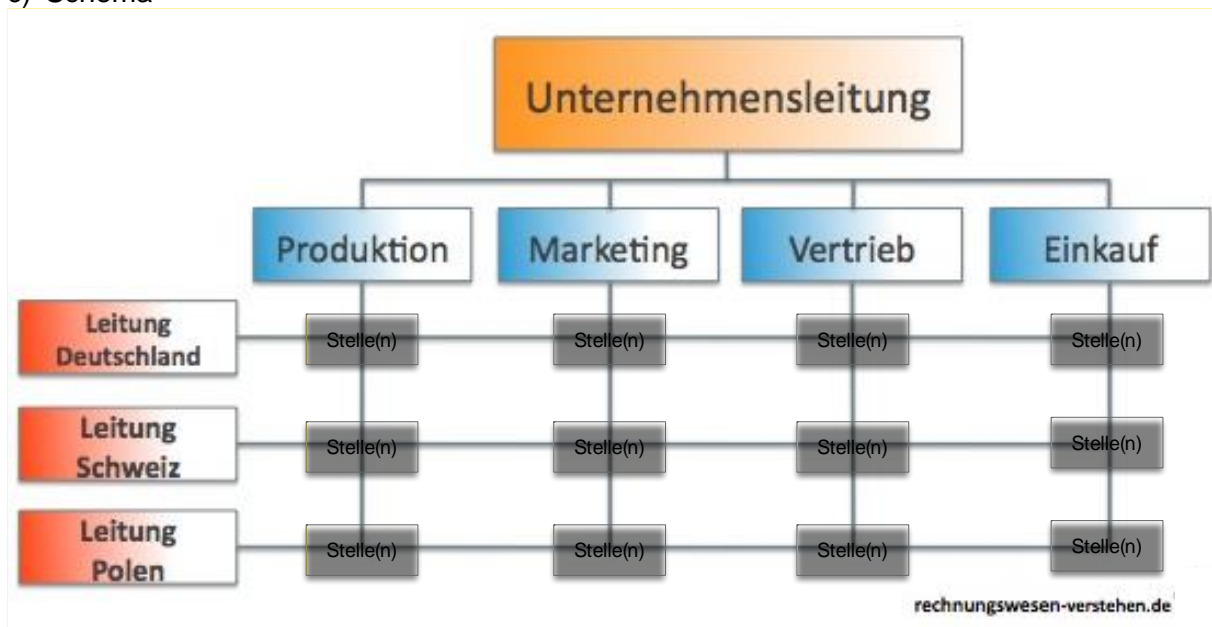 c) Schema
Unternehmensleitung
Produktion Marketing Vertrieb Einkauf
Leitung
Deutschland
Stelle(n) Stelle(n) Stelle(n) Stelle(n)
Leitung
Schweiz
Stelle(n) Stelle(n) Stelle(n) Stelle(n)
Leitung
Polen
Stelle(n) Stelle(n) Stelle(n) Stelle(n)
rechnungswesen-verstehen.de